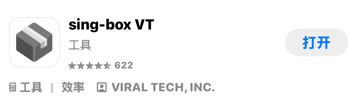 sing-box VT
工具
打开
622
工具 | 效率 VIRAL TECH, INC.